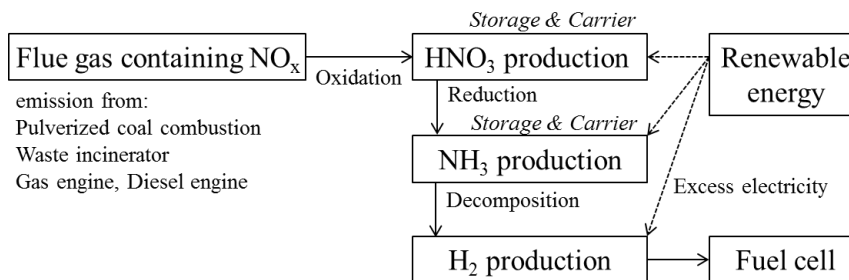 Storage & Carrier
Flue gas containing NOₓ
Oxidation
HNO₃ production
Renewable
energy
emission from:
Pulverized coal combustion
Waste incinerator
Gas engine, Diesel engine
Reduction
Storage & Carrier
NH₃ production
Decomposition
Excess electricity
H₂ production
Fuel cell